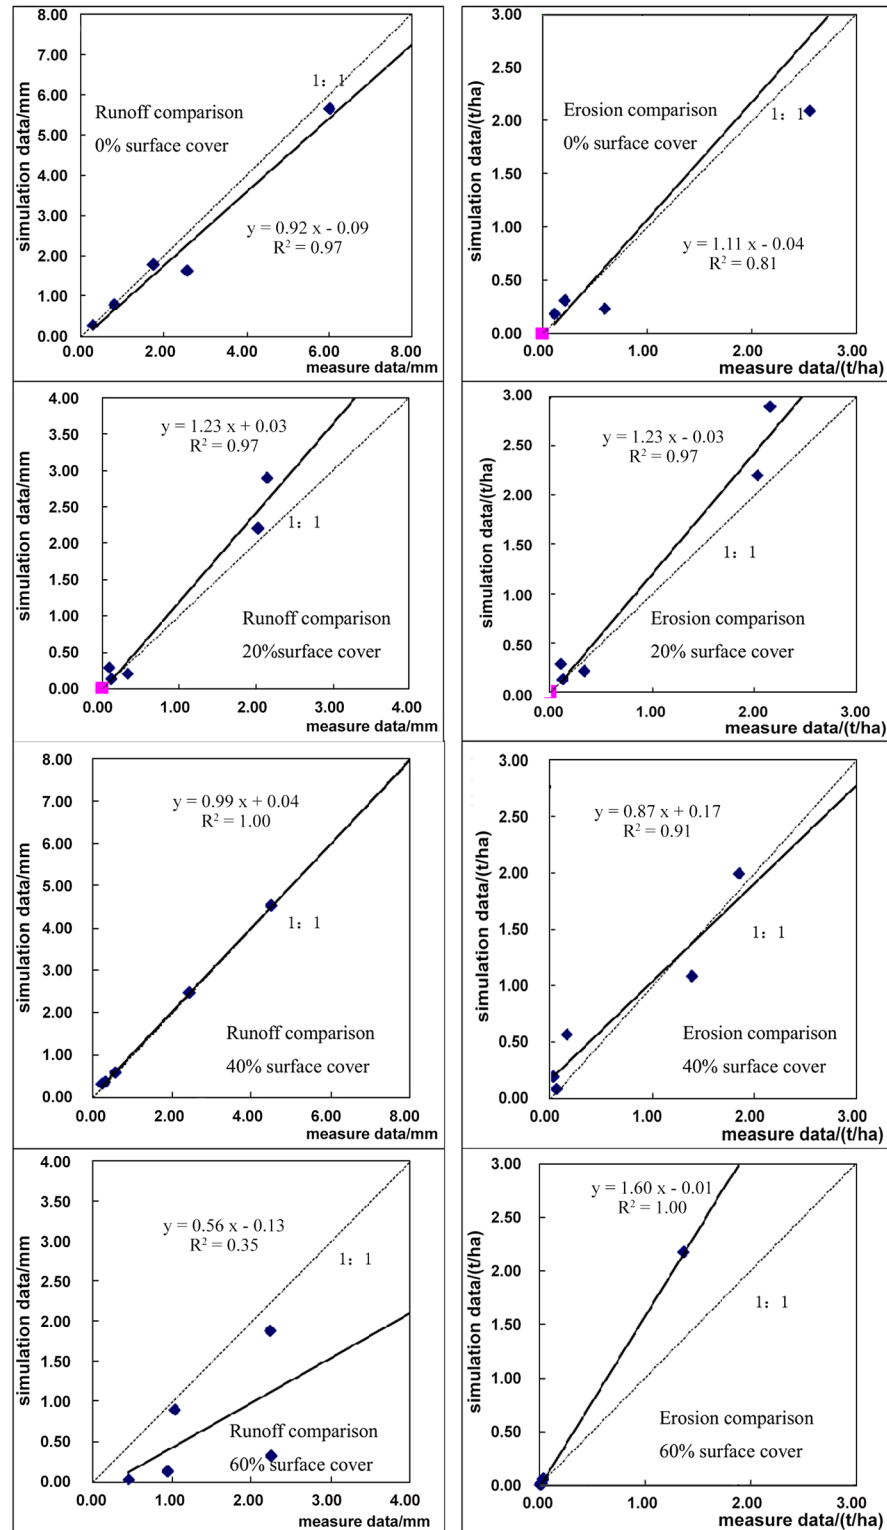 8.00
7.00
6.00
5.00
4.00
3.00
2.00
1.00
0.00
simulation data/mm
1：1
Runoff comparison
0% surface cover
y = 0.92 x - 0.09
R² = 0.97
0.00 2.00 4.00 6.00 8.00
measure data/mm
3.00
2.50
2.00
1.50
1.00
0.50
0.00
simulation data/(t/ha)
Erosion comparison
1：1
0% surface cover
y = 1.11 x - 0.04
R² = 0.81
0.00 1.00 2.00 3.00
measure data/(t/ha)
4.00
3.50
3.00
2.50
2.00
1.50
1.00
0.50
0.00
simulation data/mm
y = 1.23 x + 0.03
R² = 0.97
1：1
Runoff comparison
20%surface cover
0.00 1.00 2.00 3.00 4.00
measure data/mm
3.00
2.50
2.00
1.50
1.00
0.50
0.00
simulation data/(t/ha)
y = 1.23 x - 0.03
R² = 0.97
1：1
Erosion comparison
20% surface cover
0.00 1.00 2.00 3.00
measure data/(t/ha)
8.00
7.00
6.00
5.00
4.00
3.00
2.00
1.00
0.00
simulation data/mm
y = 0.99 x + 0.04
R² = 1.00
1：1
Runoff comparison
40% surface cover
0.00 2.00 4.00 6.00 8.00
measure data/mm
3.00
2.50
2.00
1.50
1.00
0.50
0.00
simulation data/(t/ha)
y = 0.87 x + 0.17
R² = 0.91
1：1
Erosion comparison
40% surface cover
0.00 1.00 2.00 3.00
measure data/(t/ha)
4.00
3.50
3.00
2.50
2.00
1.50
1.00
0.50
0.00
simulation data/mm
y = 0.56 x - 0.13
R² = 0.35
1：1
Runoff comparison
60% surface cover
0.00 1.00 2.00 3.00 4.00
measure data/mm
3.00
2.50
2.00
1.50
1.00
0.50
0.00
simulation data/(t/ha)
y = 1.60 x - 0.01
R² = 1.00
1：1
Erosion comparison
60% surface cover
0.00 1.00 2.00 3.00
measure data/(t/ha)